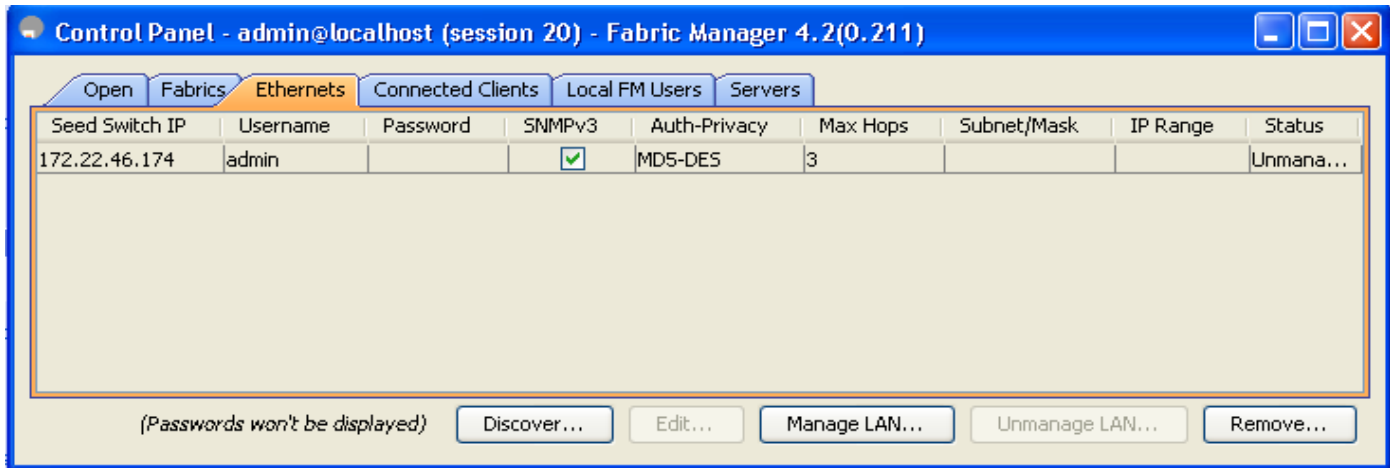 Control Panel - admin@localhost (session 20) - Fabric Manager 4.2(0.211)
Open Fabrics Ethernets Connected Clients Local FM Users Servers
Seed Switch IP Username Password SNMPv3 Auth-Privacy Max Hops Subnet/Mask IP Range Status
172.22.46.174 admin MD5-DES 3 Unmana...
(Passwords won't be displayed) Discover... Edit... Manage LAN... Unmanage LAN... Remove...